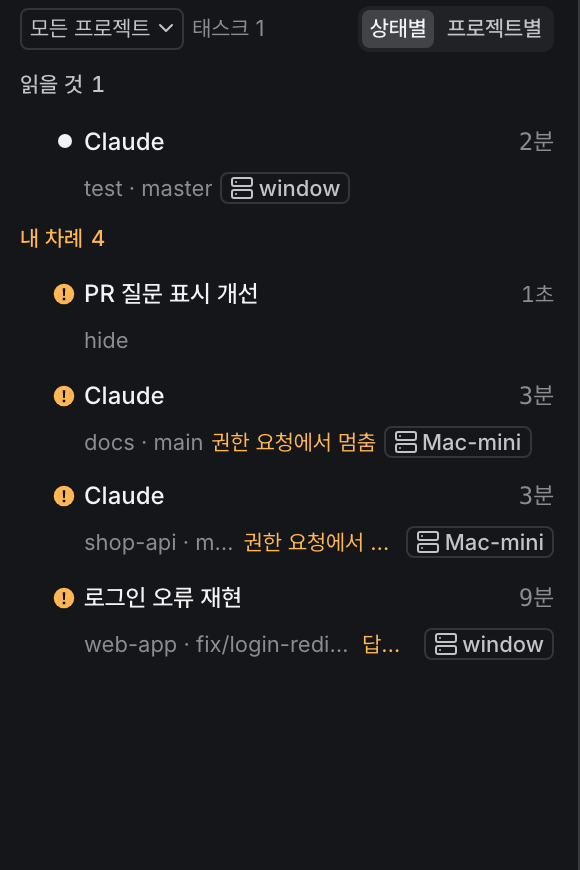 모든 프로젝트 태스크 1 상태별 프로젝트별
읽을 것 1
Claude 2분
test · master window
내 차례 4
PR 질문 표시 개선 1초
hide
Claude 3분
docs · main 권한 요청에서 멈춤 Mac-mini
Claude 3분
shop-api · m... 권한 요청에서 ... Mac-mini
로그인 오류 재현 9분
web-app · fix/login-redi... 답... window